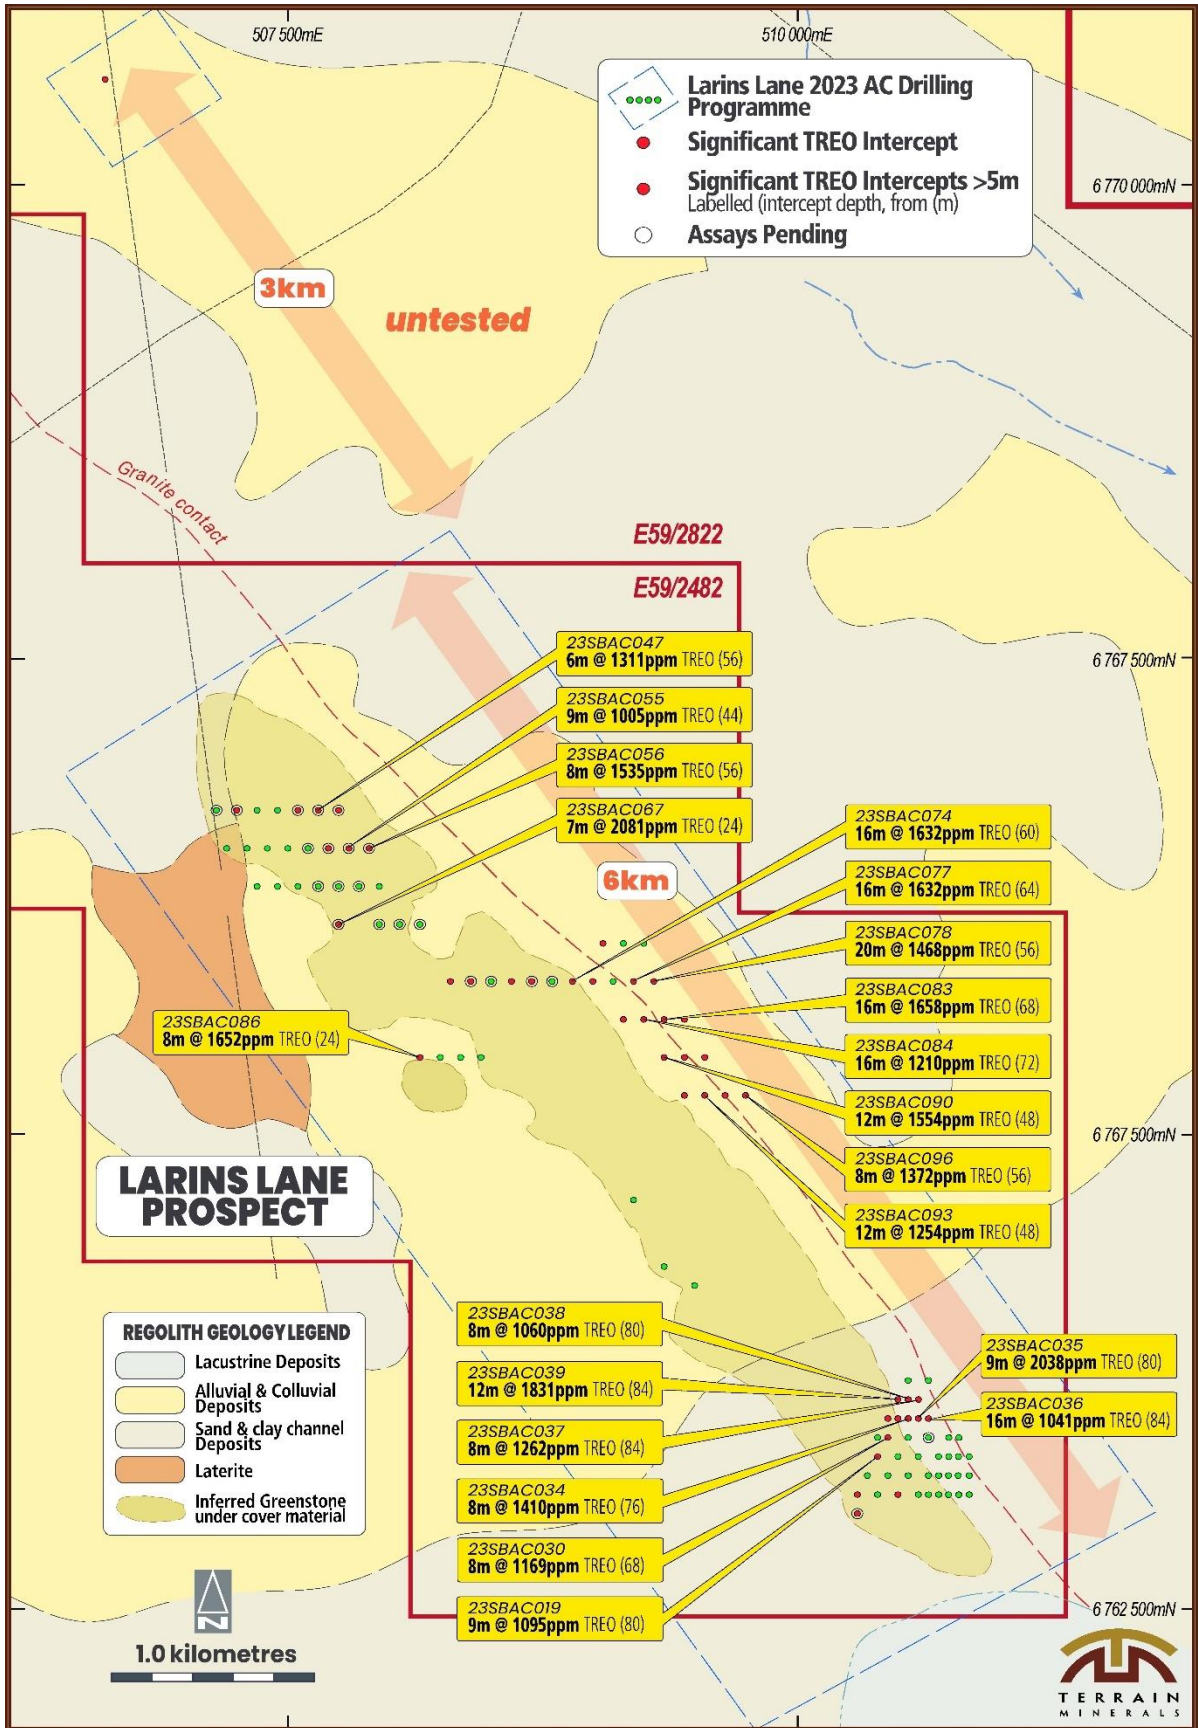 507 500mE
510 000mE
Larins Lane 2023 AC Drilling
Programme
Significant TREO Intercept
Significant TREO Intercepts >5m
Labelled (intercept depth, from (m)
Assays Pending
6 770 000mN
3km
untested
Granite contact
E59/2822
E59/2482
23SBAC047
6m @ 1311ppm TREO (56)
6 767 500mN
23SBAC055
9m @ 1005ppm TREO (44)
23SBAC056
8m @ 1535ppm TREO (56)
23SBAC067
7m @ 2081ppm TREO (24)
23SBAC074
16m @ 1632ppm TREO (60)
6km
23SBAC077
16m @ 1632ppm TREO (64)
23SBAC078
20m @ 1468ppm TREO (56)
23SBAC083
16m @ 1658ppm TREO (68)
23SBAC086
8m @ 1652ppm TREO (24)
23SBAC084
16m @ 1210ppm TREO (72)
23SBAC090
12m @ 1554ppm TREO (48)
6 767 500mN
23SBAC096
8m @ 1372ppm TREO (56)
LARINS LANE
PROSPECT
23SBAC093
12m @ 1254ppm TREO (48)
REGOLITH GEOLOGY LEGEND
Lacustrine Deposits
Alluvial & Colluvial
Deposits
Sand & clay channel
Deposits
Laterite
Inferred Greenstone
under cover material
23SBAC038
8m @ 1060ppm TREO (80)
23SBAC039
12m @ 1831ppm TREO (84)
23SBAC037
8m @ 1262ppm TREO (84)
23SBAC034
8m @ 1410ppm TREO (76)
23SBAC030
8m @ 1169ppm TREO (68)
23SBAC019
9m @ 1095ppm TREO (80)
23SBAC035
9m @ 2038ppm TREO (80)
23SBAC036
16m @ 1041ppm TREO (84)
6 762 500mN
N
1.0 kilometres
TERRAIN
MINERALS